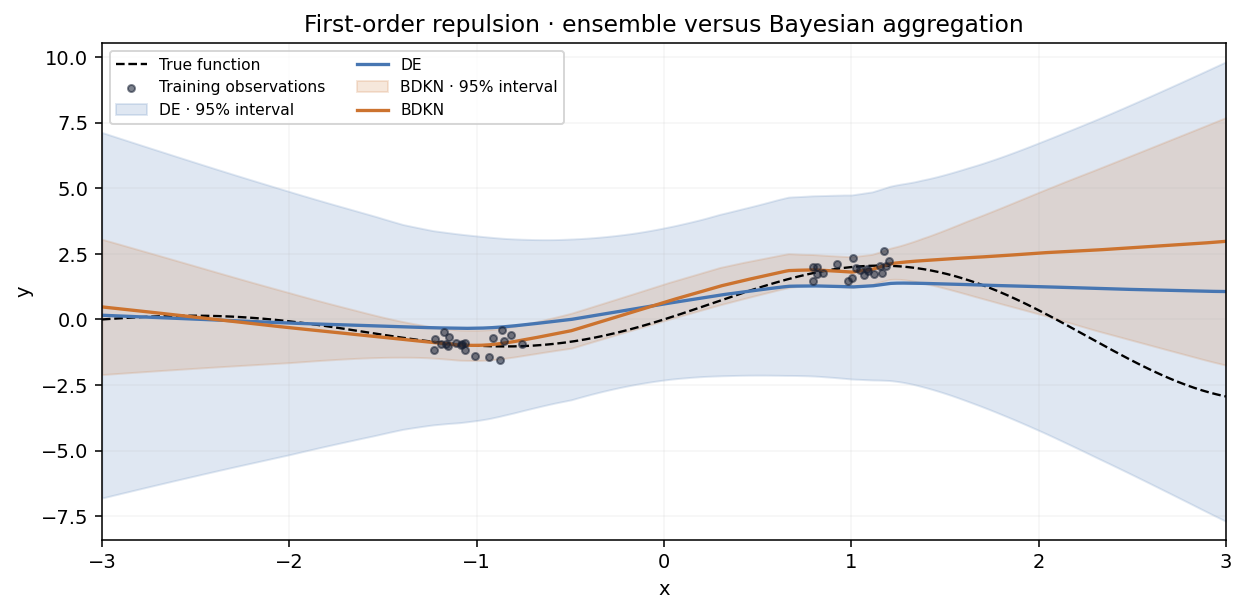 First-order repulsion · ensemble versus Bayesian aggregation
True function
Training observations
DE · 95% interval
DE
BDKN · 95% interval
BDKN
10.0
7.5
5.0
2.5
0.0
−2.5
−5.0
−7.5
y
−3 −2 −1 0 1 2 3
x